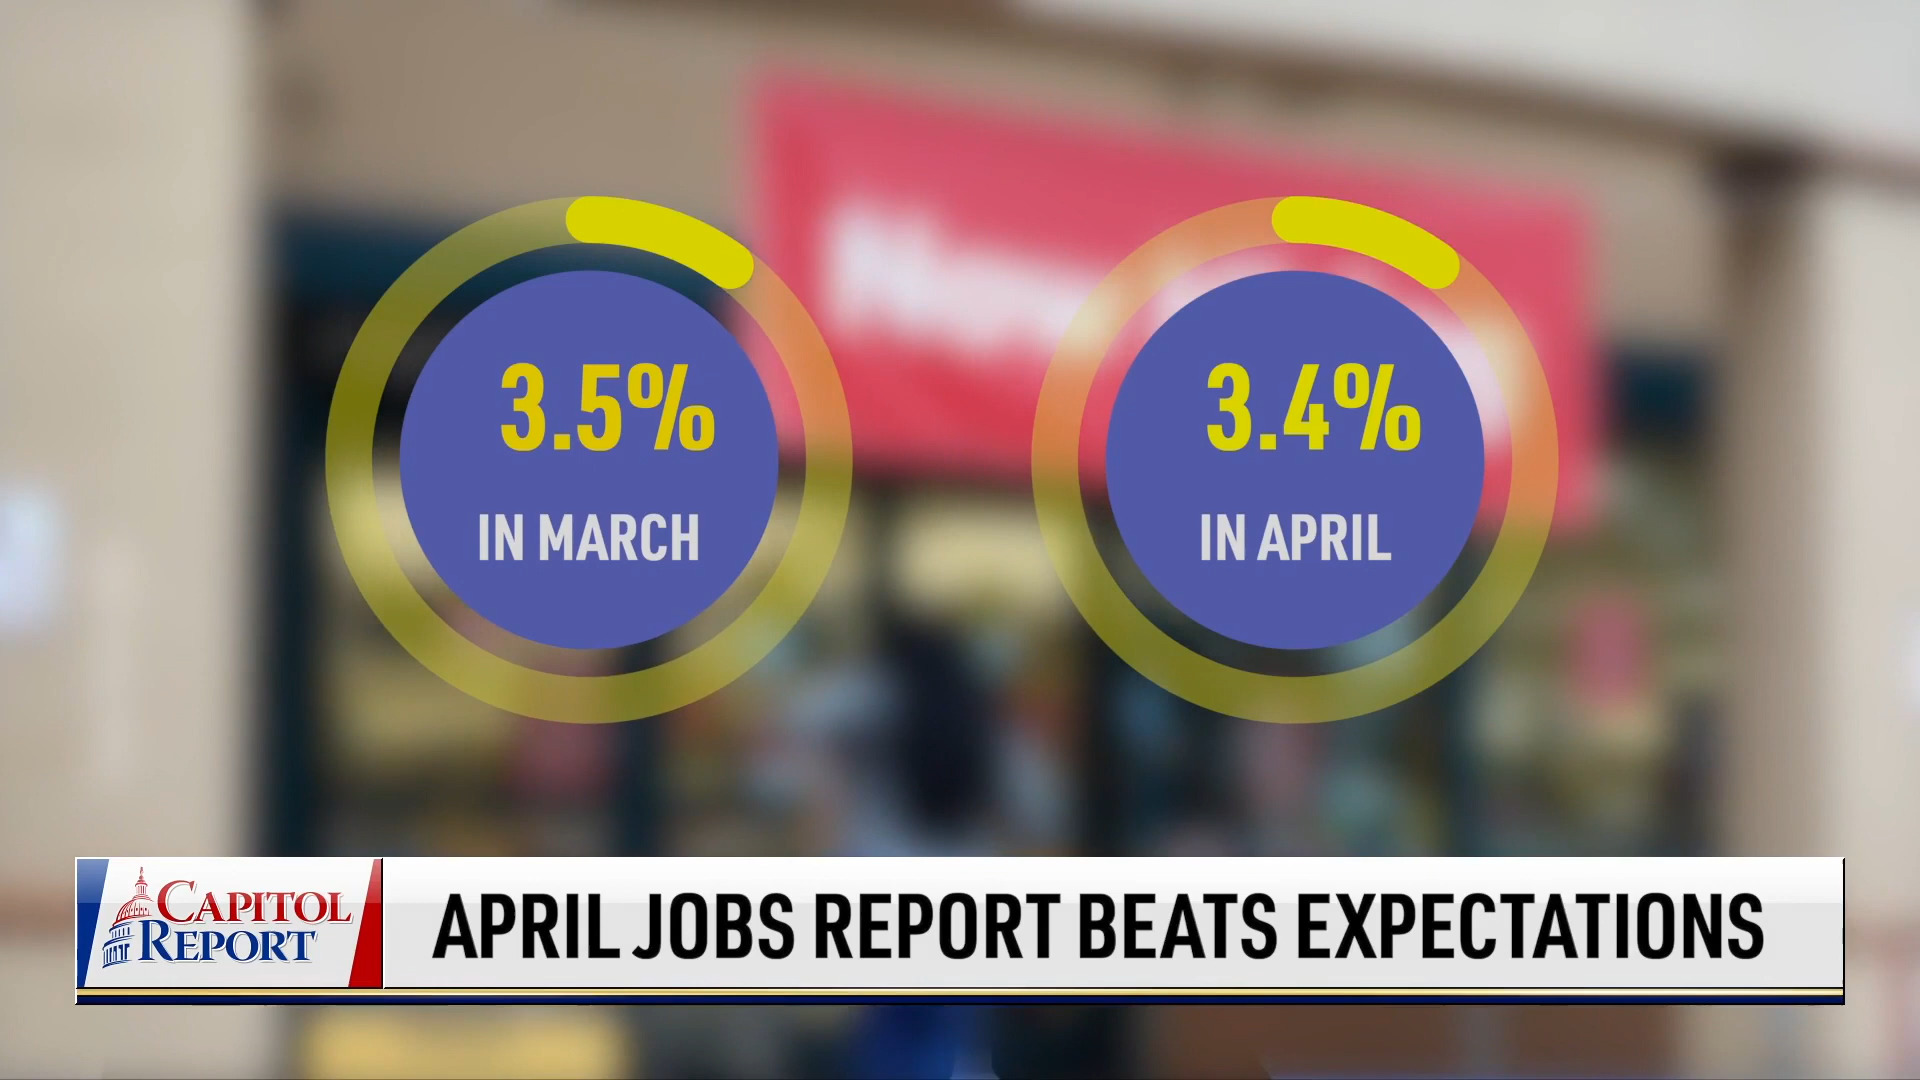 3.5%
IN MARCH
3.4%
IN APRIL
CAPITOL
REPORT
APRIL JOBS REPORT BEATS EXPECTATIONS